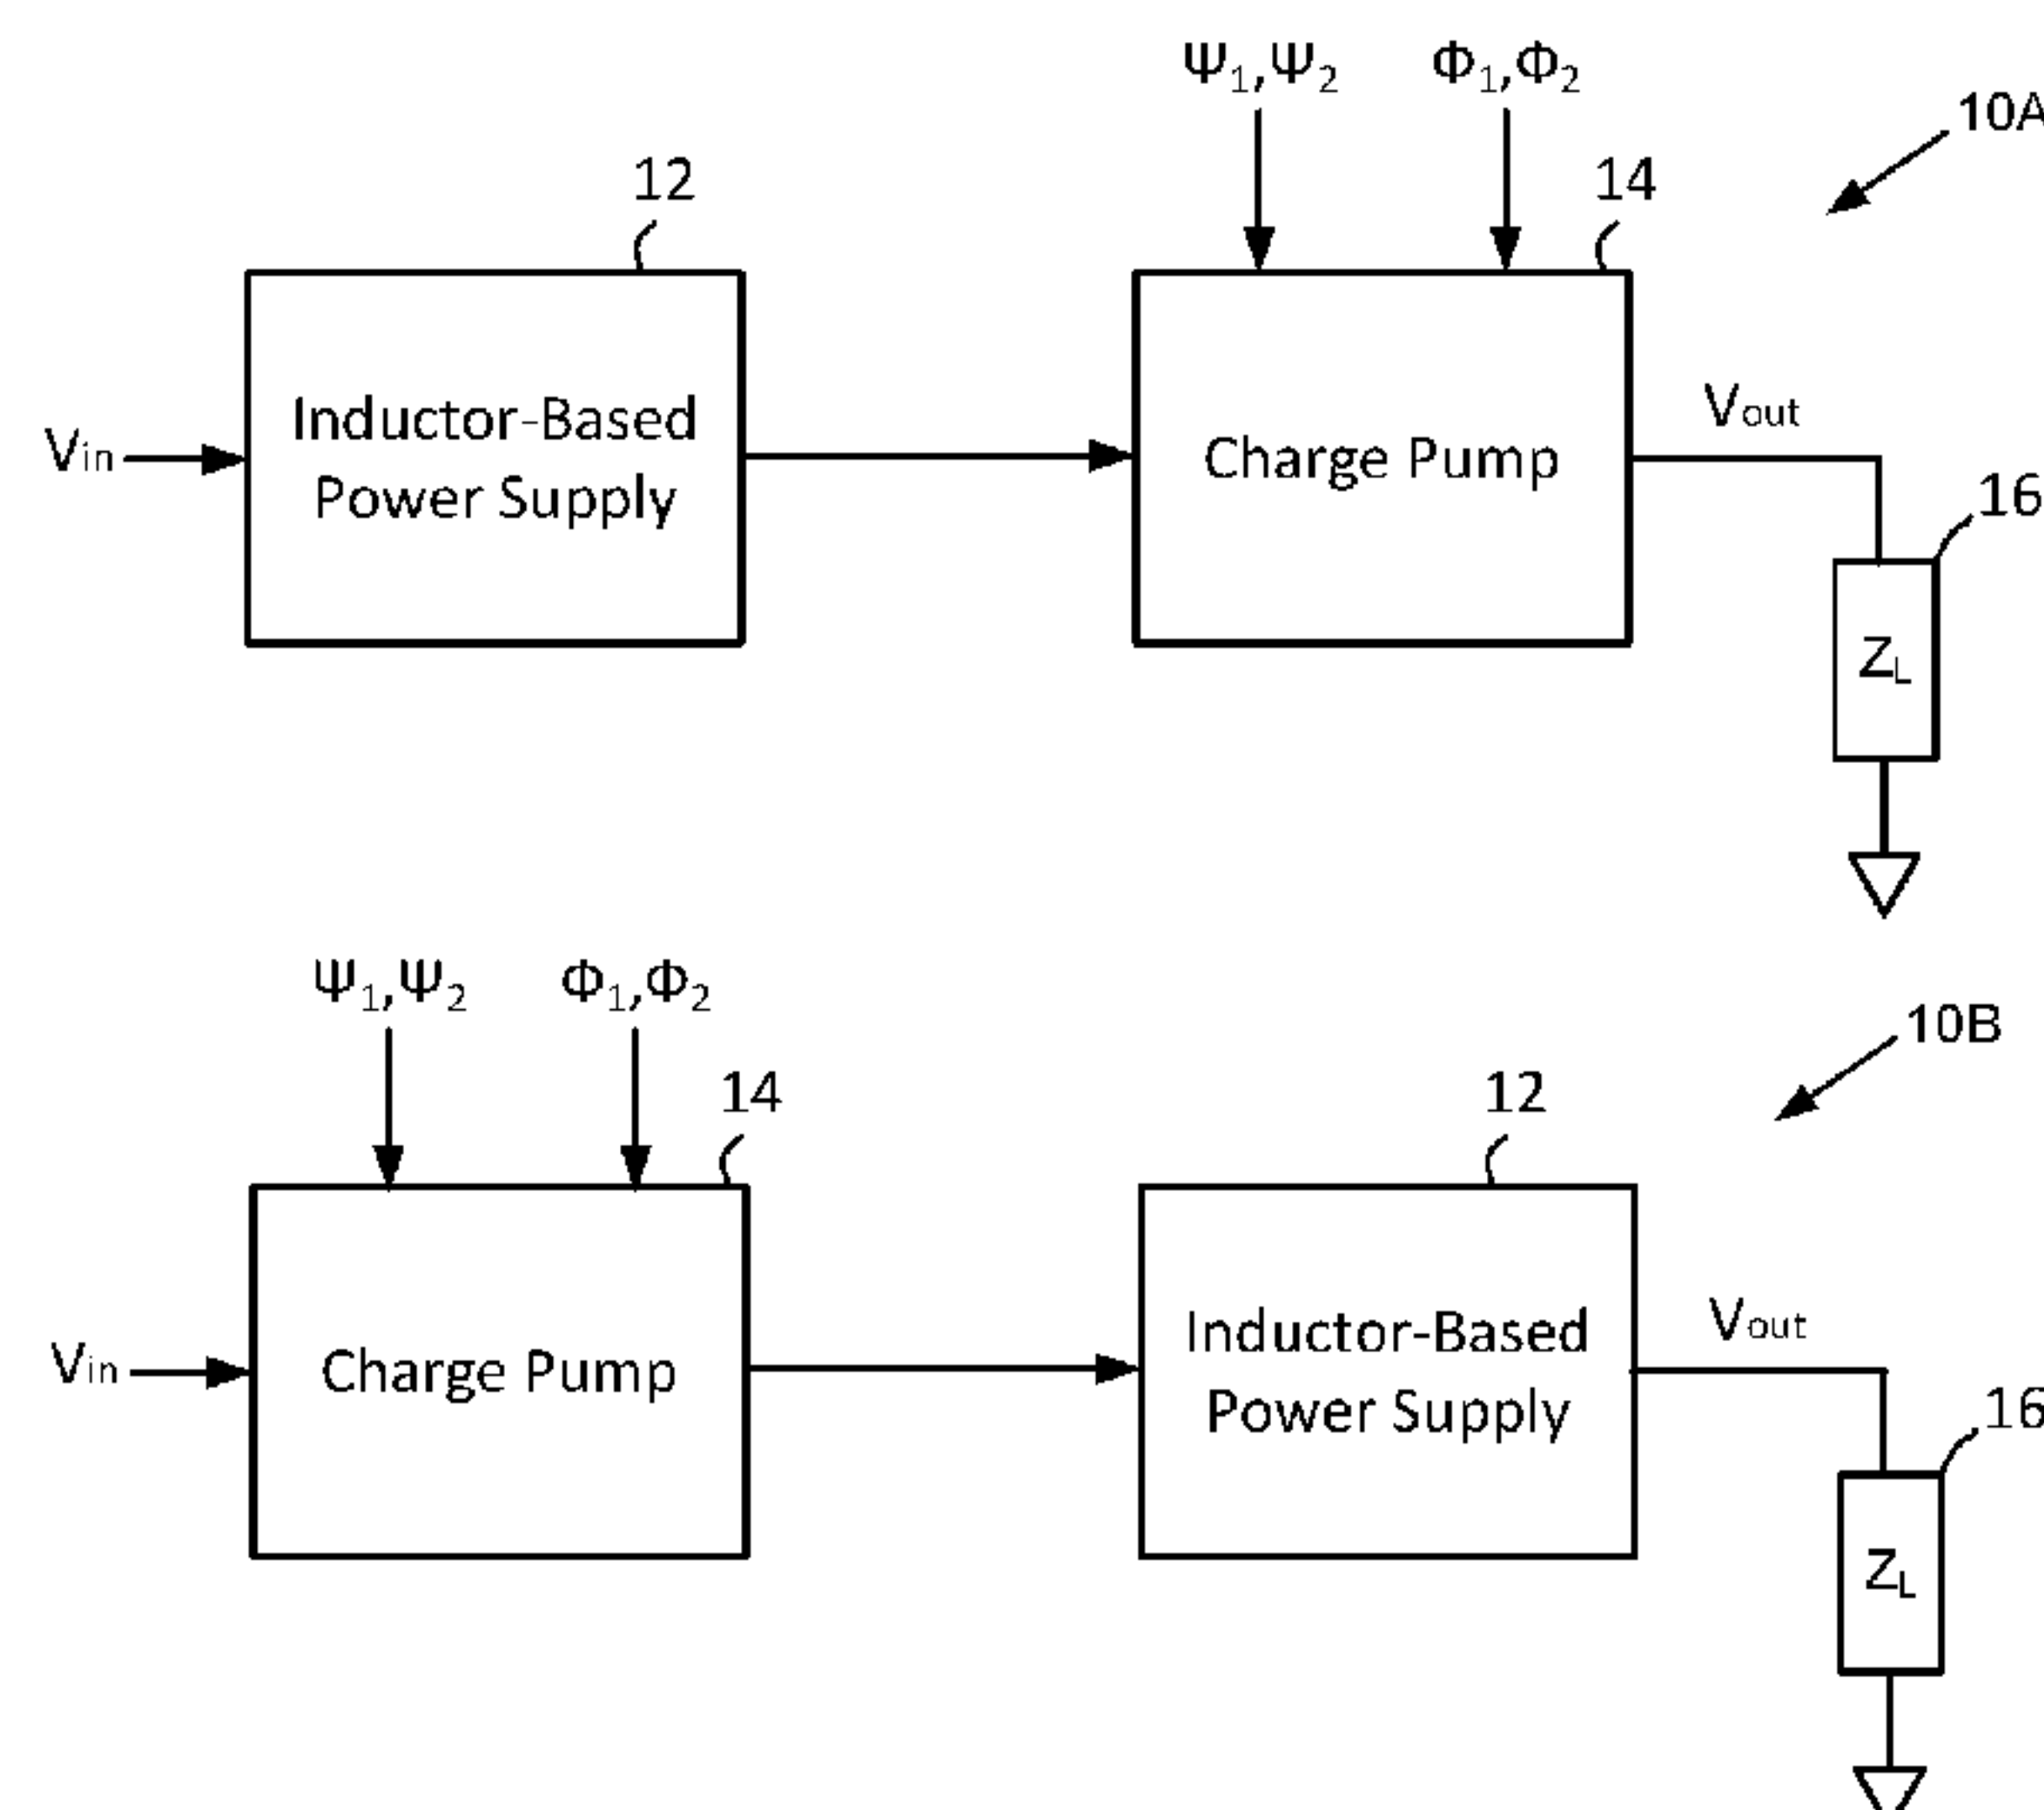 Ψ₁,Ψ₂ Φ₁,Φ₂
10A
12
14
Inductor-Based
Power Supply
Charge Pump
Vin
Vout
16
ZL
Ψ₁,Ψ₂ Φ₁,Φ₂
10B
14
12
Vin
Charge Pump
Inductor-Based
Power Supply
Vout
16
ZL